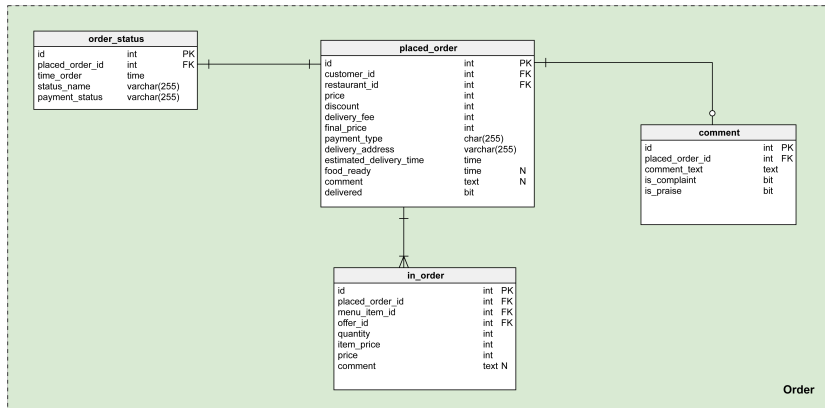 order_status
id int PK
placed_order_id int FK
time_order time
status_name varchar(255)
payment_status varchar(255)
placed_order
id int PK
customer_id int FK
restaurant_id int FK
price int
discount int
delivery_fee int
final_price int
payment_type char(255)
delivery_address varchar(255)
estimated_delivery_time time
food_ready time N
comment text N
delivered bit
comment
id int PK
placed_order_id int FK
comment_text text
is_complaint bit
is_praise bit
in_order
id int PK
placed_order_id int FK
menu_item_id int FK
offer_id int FK
quantity int
item_price int
price int
comment text N
Order